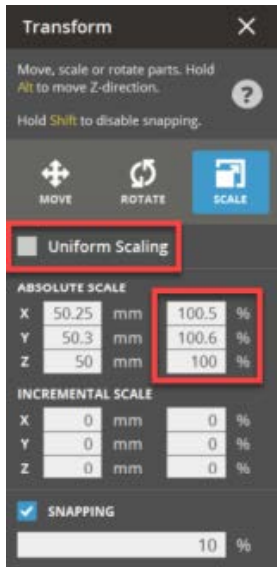 Transform
Move, scale or rotate parts. Hold
Alt to move Z-direction.
Hold Shift to disable snapping.
?
MOVE ROTATE SCALE
Uniform Scaling
ABSOLUTE SCALE
X 50.25 mm 100.5 %
Y 50.3 mm 100.6 %
Z 50 mm 100 %
INCREMENTAL SCALE
X 0 mm 0 %
Y 0 mm 0 %
Z 0 mm 0 %
SNAPPING
10 %